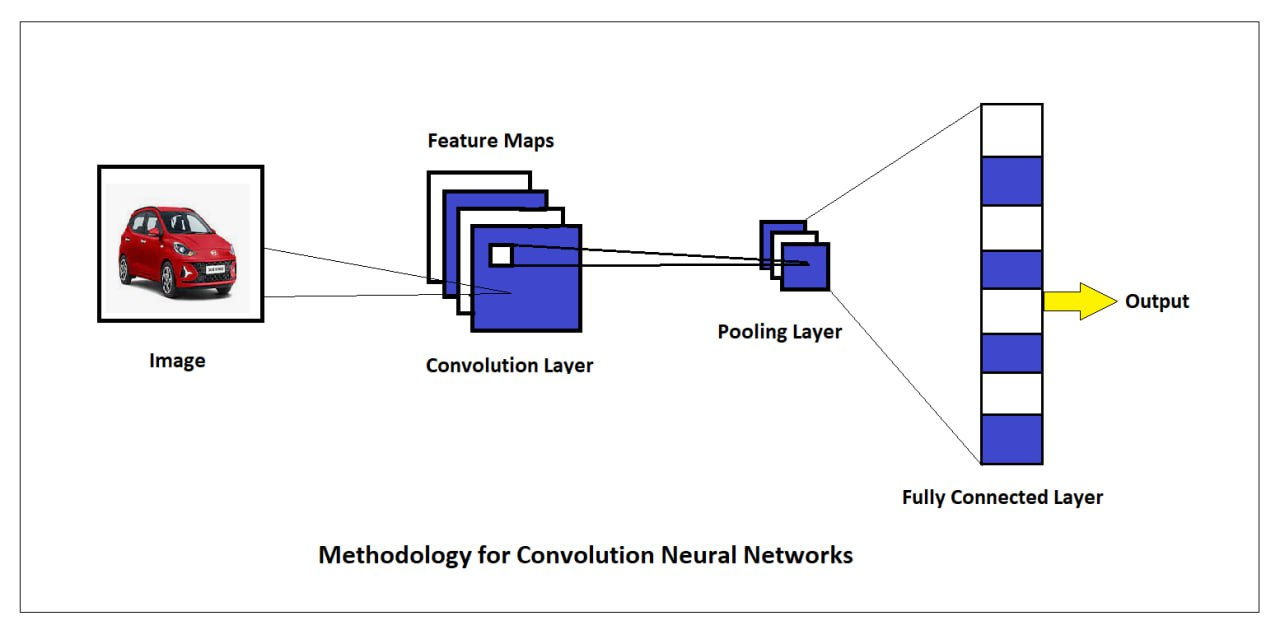 Feature Maps
Image
Convolution Layer
Pooling Layer
Output
Fully Connected Layer
Methodology for Convolution Neural Networks